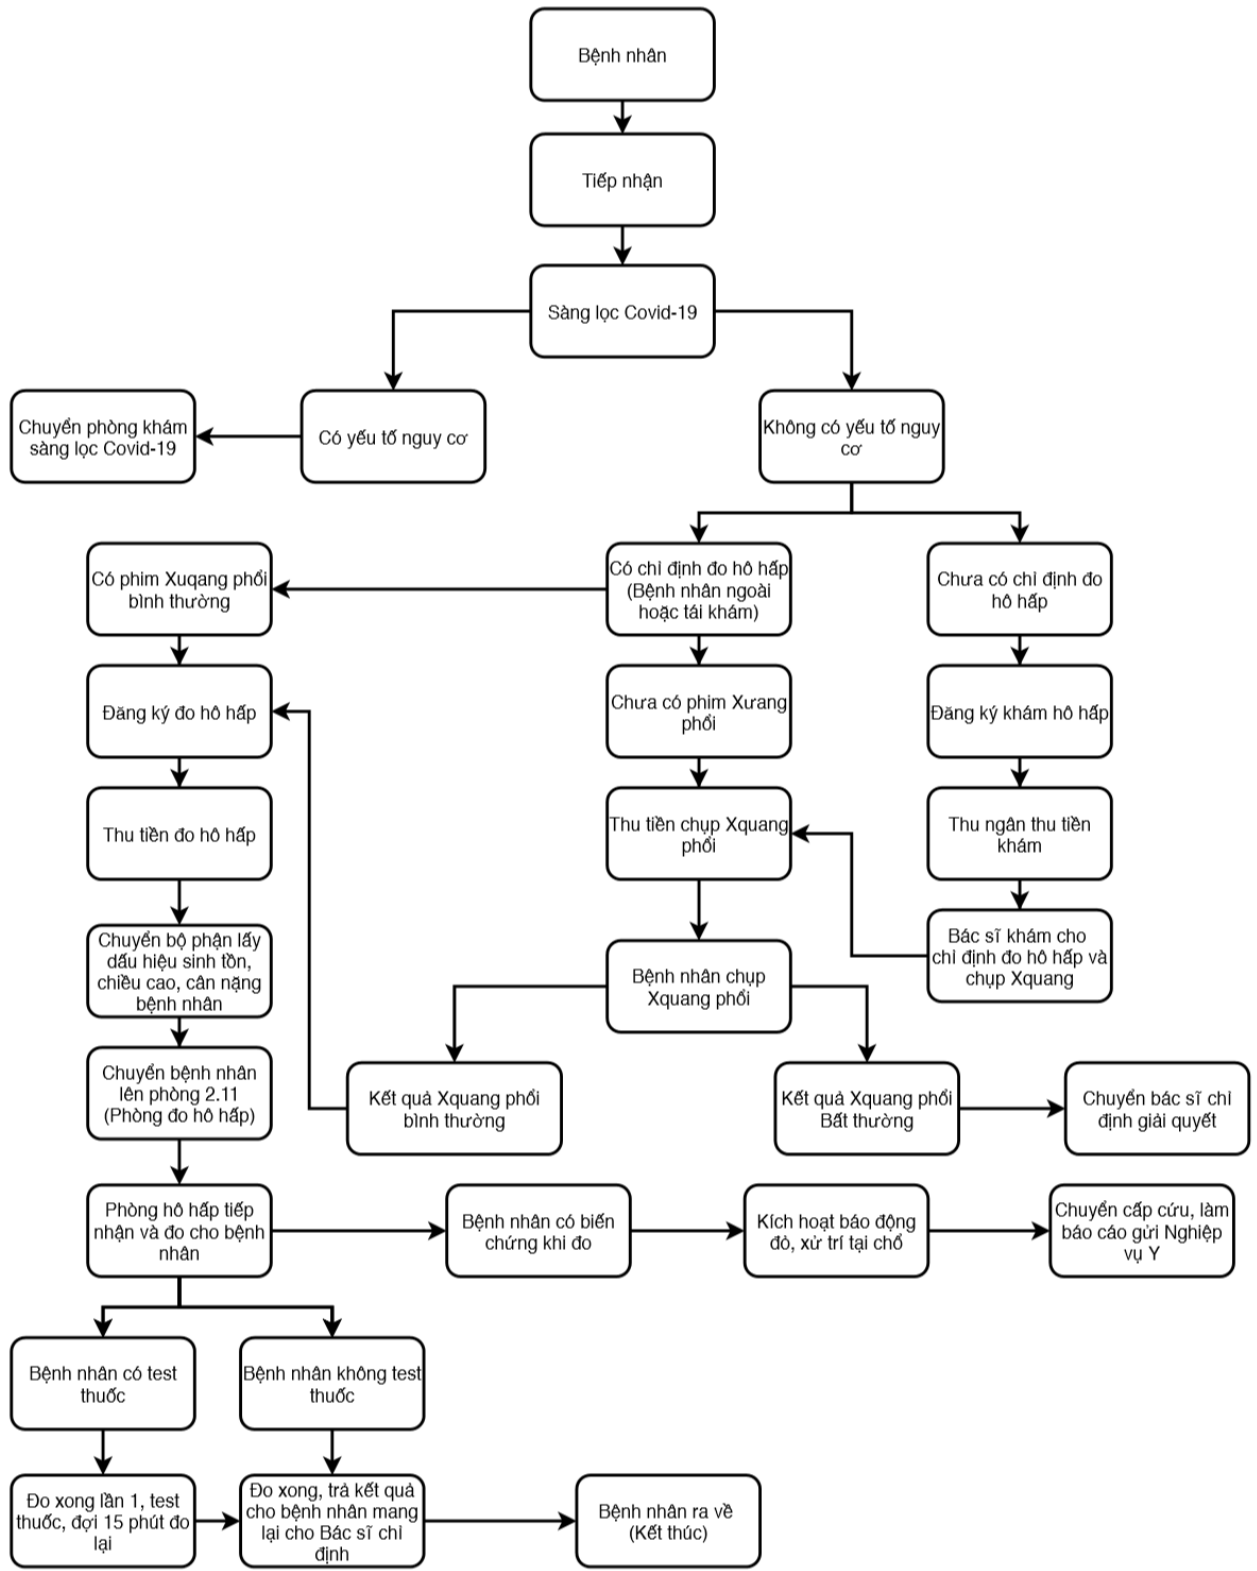 Bệnh nhân
Tiếp nhận
Sàng lọc Covid-19
Chuyển phòng khám
sàng lọc Covid-19
Có yếu tố nguy cơ
Không có yếu tố nguy
cơ
Có phim Xuqang phổi
bình thường
Có chỉ định đo hô hấp
(Bệnh nhân ngoài
hoặc tái khám)
Chưa có chỉ định đo
hô hấp
Đăng ký đo hô hấp
Chưa có phim Xưang
phổi
Đăng ký khám hô hấp
Thu tiền đo hô hấp
Thu tiền chụp Xquang
phổi
Thu ngân thu tiền
khám
Chuyển bộ phận lấy
dấu hiệu sinh tồn,
chiều cao, cân nặng
bệnh nhân
Bệnh nhân chụp
Xquang phổi
Bác sĩ khám cho
chỉ định đo hô hấp và
chụp Xquang
Chuyển bệnh nhân
lên phòng 2.11
(Phòng đo hô hấp)
Kết quả Xquang phổi
bình thường
Kết quả Xquang phổi
Bất thường
Chuyển bác sĩ chỉ
định giải quyết
Phòng hô hấp tiếp
nhận và đo cho bệnh
nhân
Bệnh nhân có biến
chứng khi đo
Kích hoạt báo động
đỏ, xử trí tại chổ
Chuyển cấp cứu, làm
báo cáo gửi Nghiệp
vụ Y
Bệnh nhân có test
thuốc
Bệnh nhân không test
thuốc
Đo xong lần 1, test
thuốc, đợi 15 phút đo
lại
Đo xong, trả kết quả
cho bệnh nhân mang
lại cho Bác sĩ chỉ
định
Bệnh nhân ra về
(Kết thúc)